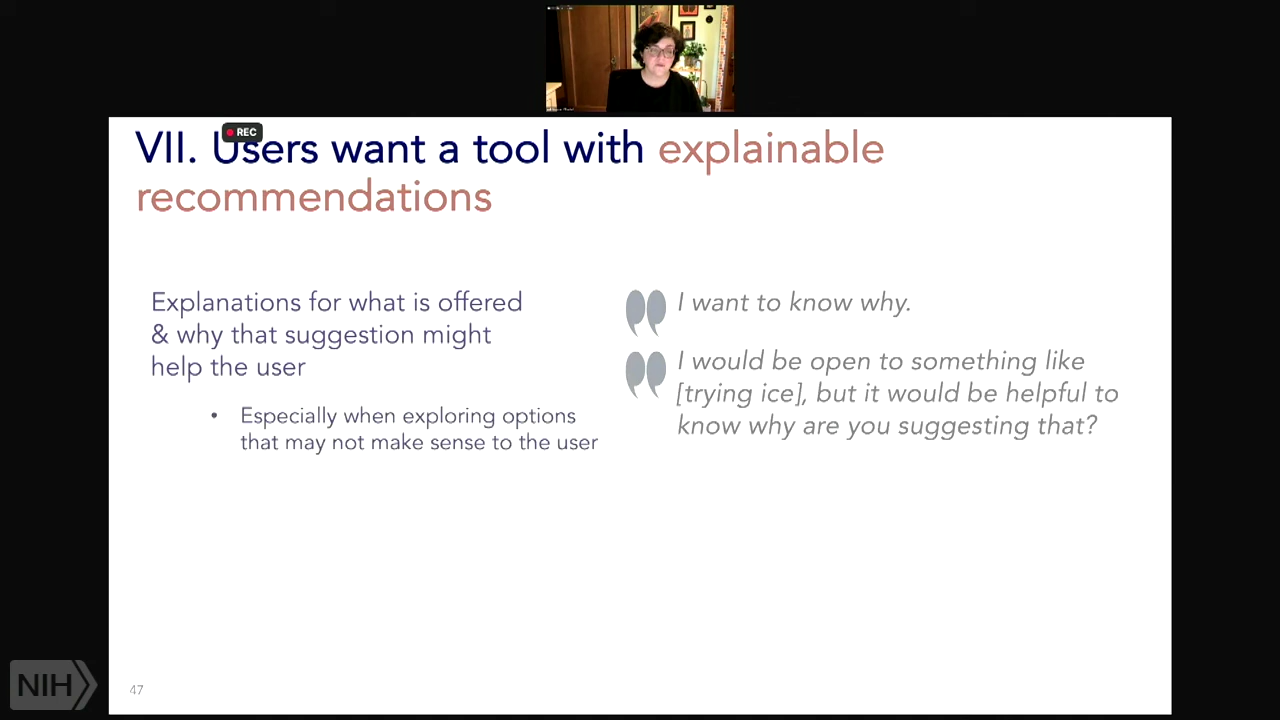 REC
VII. Users want a tool with explainable
recommendations
Explanations for what is offered
& why that suggestion might
help the user
• Especially when exploring options
that may not make sense to the user
I want to know why.
I would be open to something like
[trying ice], but it would be helpful to
know why are you suggesting that?
NIH
47